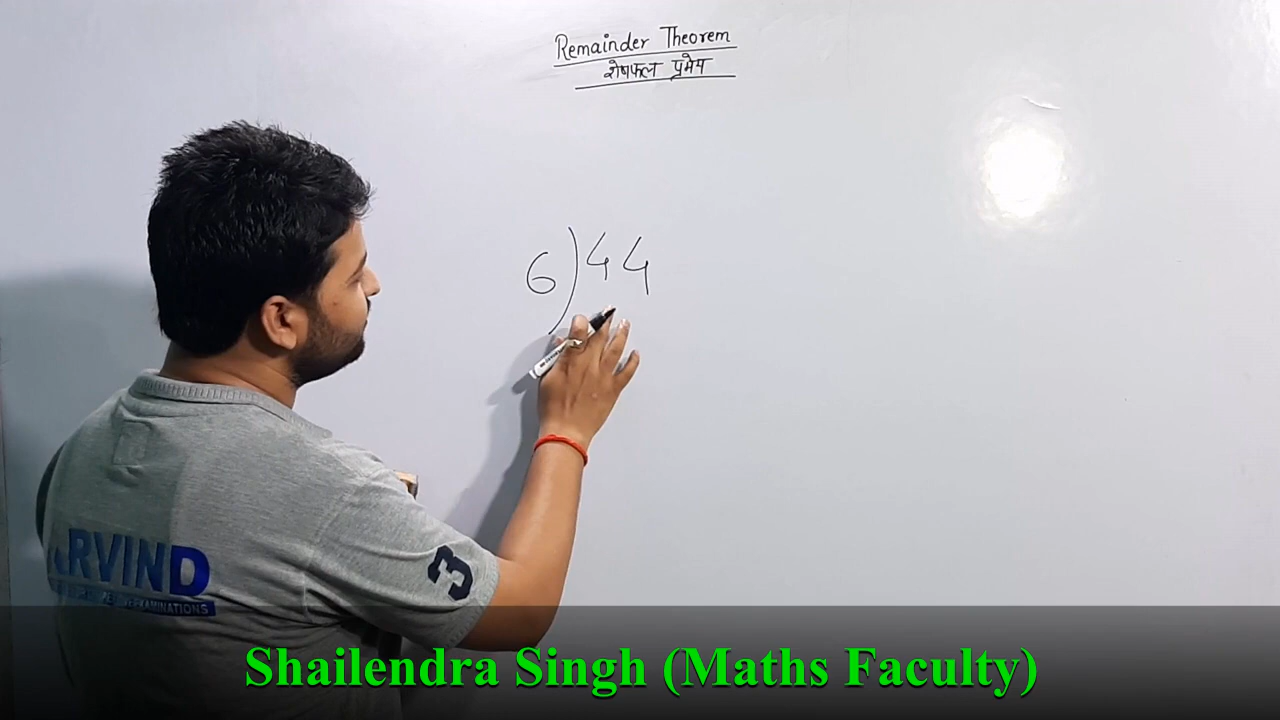 Remainder Theorem
शेषफल प्रमेय
6)44
ARVIND
3
Shailendra Singh (Maths Faculty)